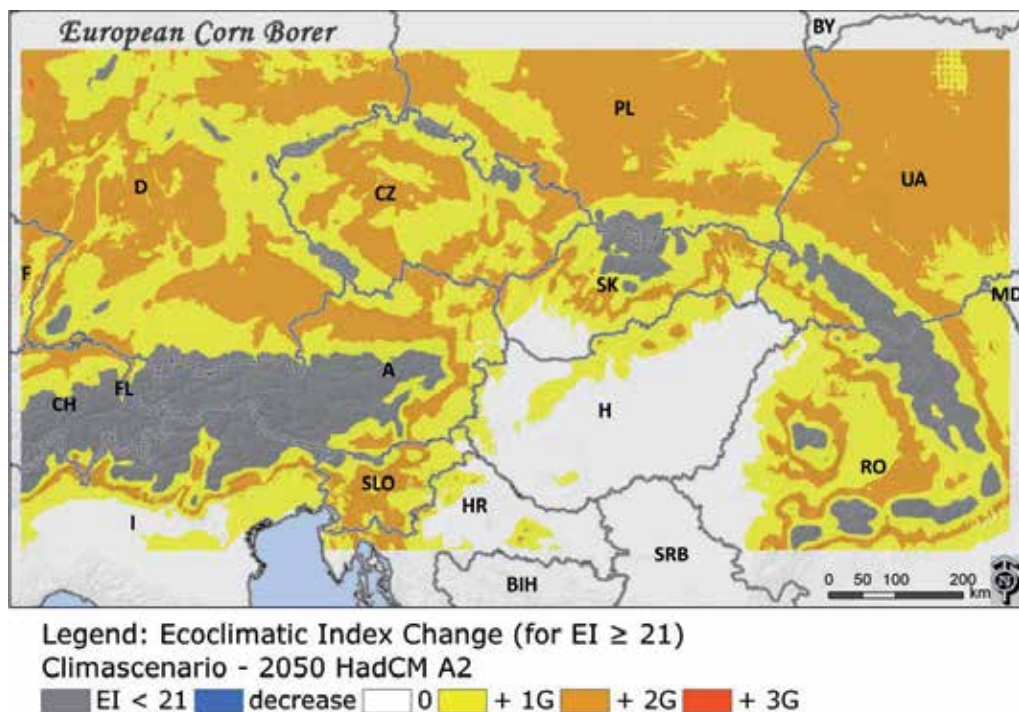 European Corn Borer
BY
PL
D
CZ
UA
F
SK
MD
A
FL
CH
H
RO
SLO
HR
I
SRB
BIH
0 50 100 200
km
N
Legend: Ecoclimatic Index Change (for EI ≥ 21)
Climascenario - 2050 HadCM A2
EI < 21 decrease 0 + 1G + 2G + 3G